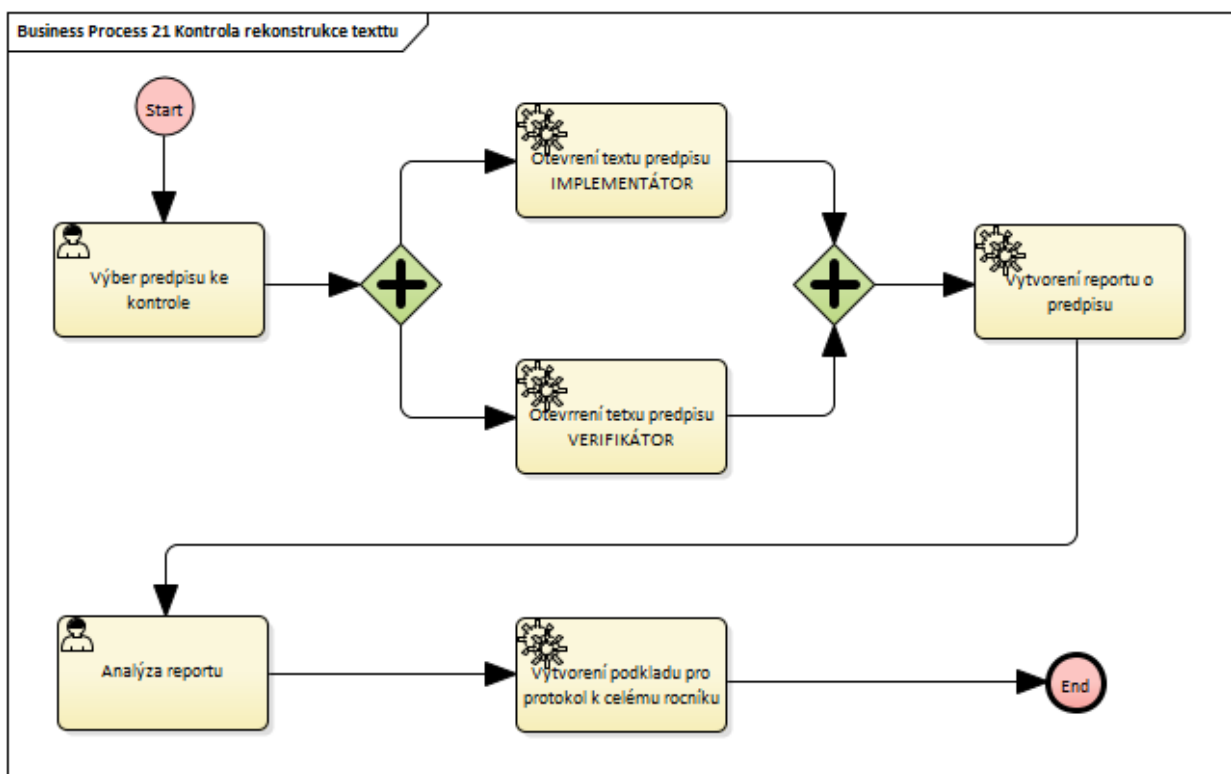 Business Process 21 Kontrola rekonstrukce texttu
Start
Výber predpisu ke
kontrole
Otevrení textu predpisu
IMPLEMENTÁTOR
Otevrrení tetxu predpisu
VERIFIKÁTOR
Vytvorení reportu o
predpisu
Analýza reportu
Vytvorení podkladu pro
protokol k celému rocníku
End